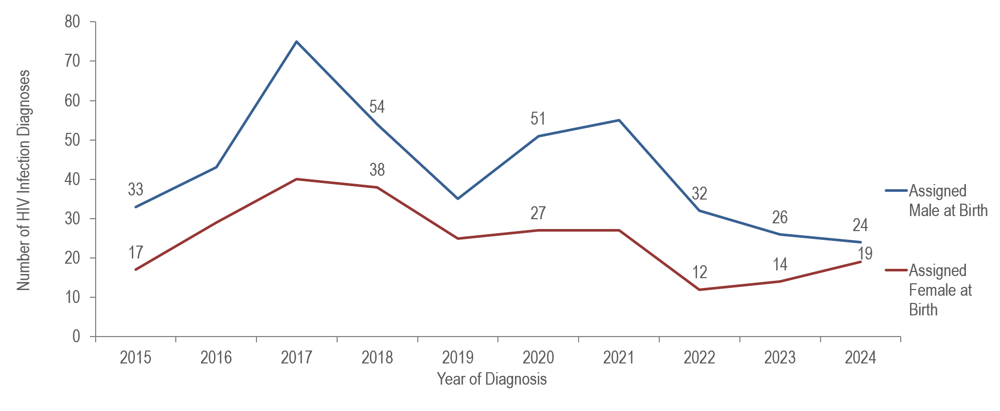 80
70
60
50
40
30
20
10
0
Number of HIV Infection Diagnoses
33
54
51
32
26
24
17
38
27
12
14
19
2015 2016 2017 2018 2019 2020 2021 2022 2023 2024
Year of Diagnosis
Assigned
Male at Birth
Assigned
Female at
Birth